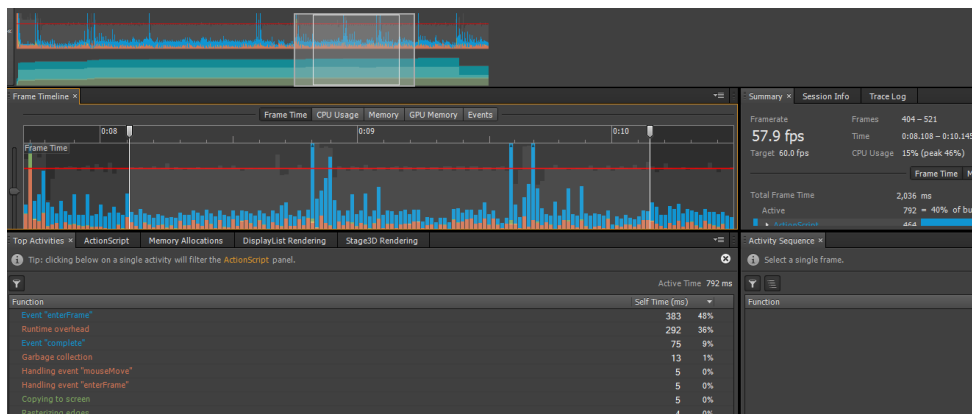 Frame Timeline ×
Frame Time CPU Usage Memory GPU Memory Events
0:08 0:09 0:10
Frame Time
Summary × Session Info Trace Log
Framerate Frames 404 – 521
57.9 fps Time 0:08.108 – 0:10.145
Target 60.0 fps CPU Usage 15% (peak 46%)
Frame Time M
Total Frame Time 2,036 ms
Active 792 = 40% of bu
ActionScript 464
Top Activities × ActionScript Memory Allocations DisplayList Rendering Stage3D Rendering
Tip: clicking below on a single activity will filter the ActionScript panel.
Active Time 792 ms
Function Self Time (ms)
Event "enterFrame" 383 48%
Runtime overhead 292 36%
Event "complete" 75 9%
Garbage collection 13 1%
Handling event "mouseMove" 5 0%
Handling event "enterFrame" 5 0%
Copying to screen 5 0%
Rasterizing edges 4 0%
Activity Sequence ×
Select a single frame.
Function